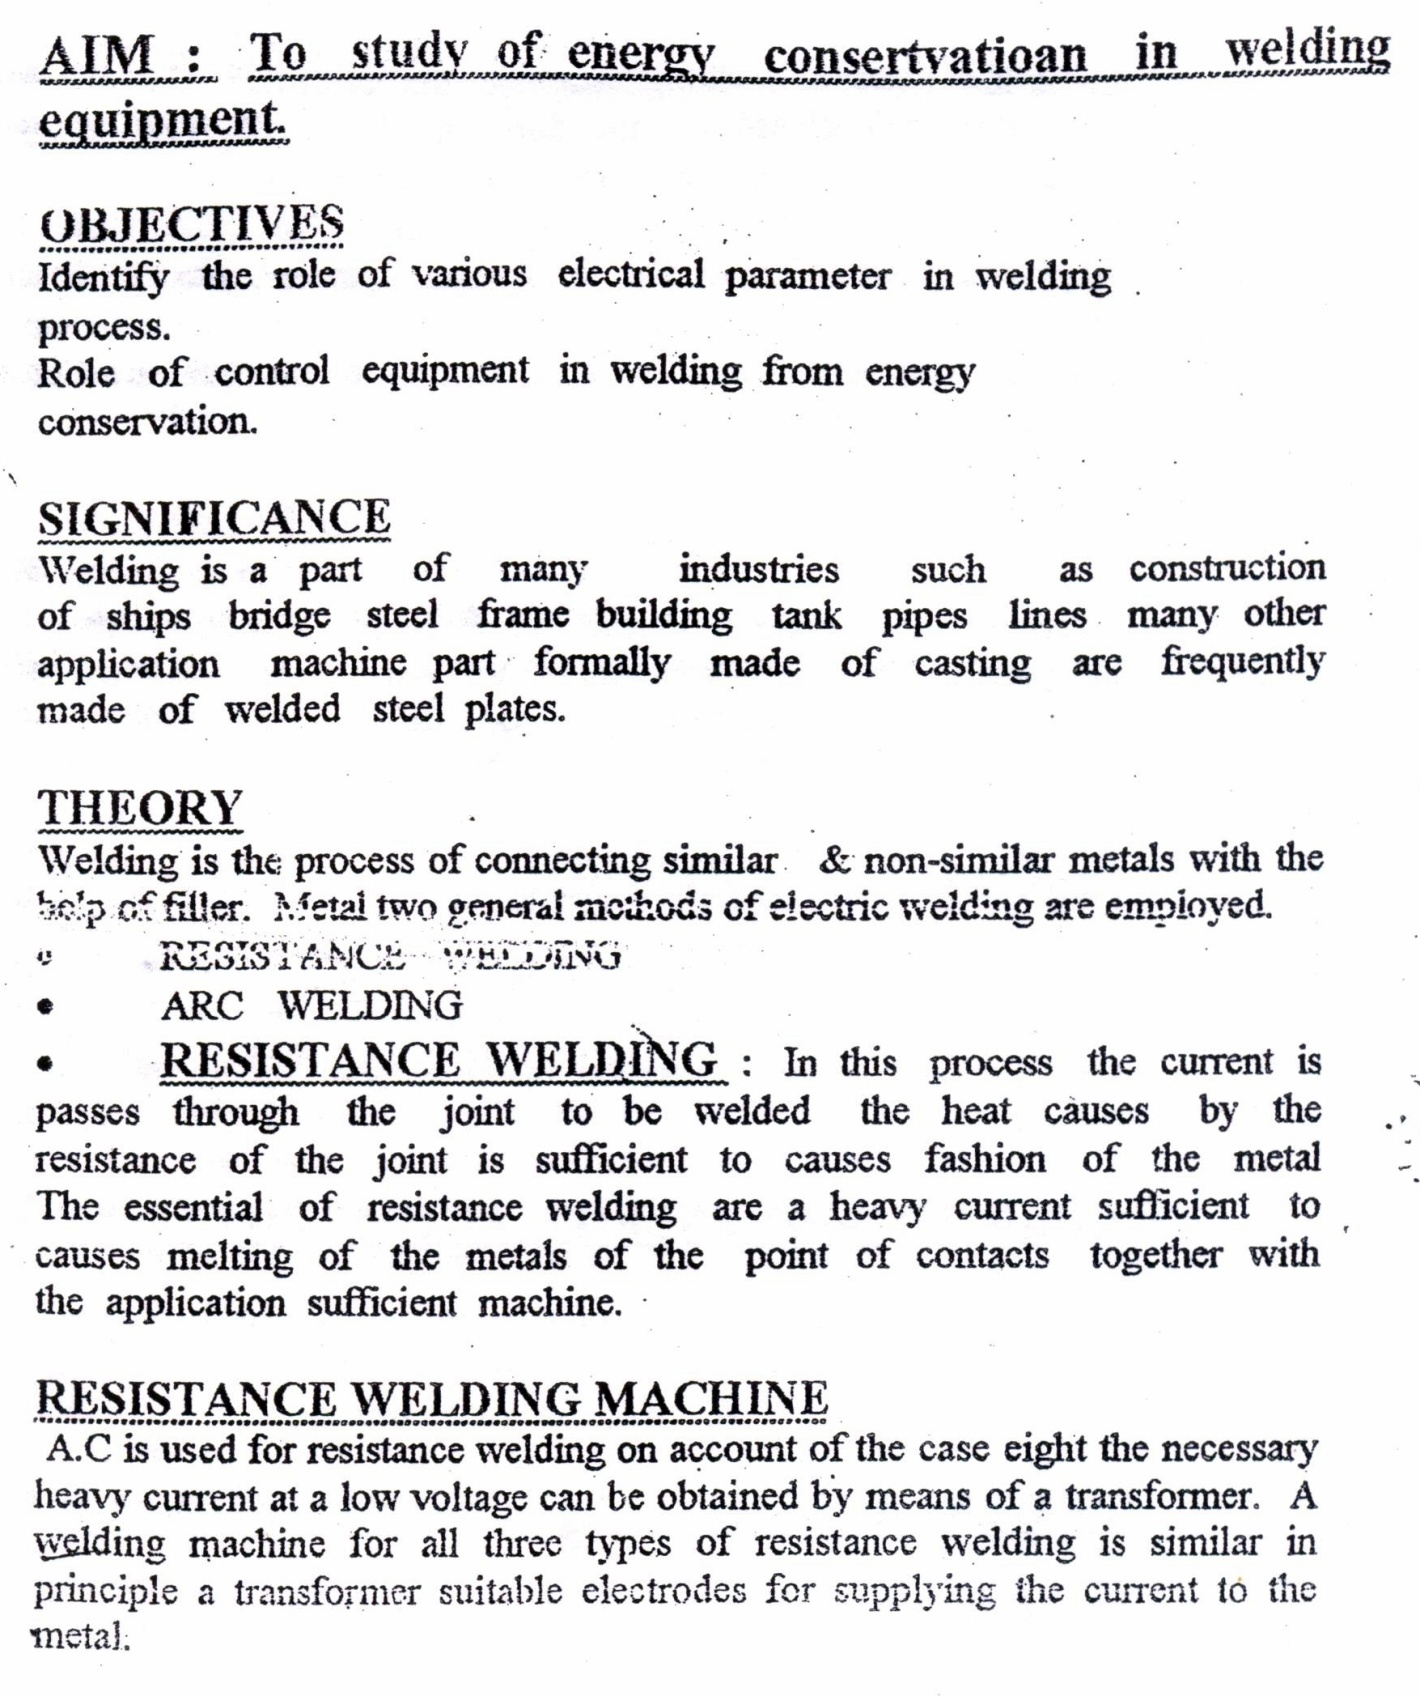 AIM : To study of energy consertvatioan in welding
equipment.
OBJECTIVES
Identify the role of various electrical parameter in welding
process.
Role of control equipment in welding from energy
conservation.
SIGNIFICANCE
Welding is a part of many industries such as construction
of ships bridge steel frame building tank pipes lines many other
application machine part formally made of casting are frequently
made of welded steel plates.
THEORY
Welding is the process of connecting similar & non-similar metals with the
help of filler. Metal two general methods of electric welding are employed.
• RESISTANCE WELDING
• ARC WELDING
• RESISTANCE WELDING : In this process the current is
passes through the joint to be welded the heat causes by the
resistance of the joint is sufficient to causes fashion of the metal
The essential of resistance welding are a heavy current sufficient to
causes melting of the metals of the point of contacts together with
the application sufficient machine.
RESISTANCE WELDING MACHINE
A.C is used for resistance welding on account of the case eight the necessary
heavy current at a low voltage can be obtained by means of a transformer. A
welding machine for all three types of resistance welding is similar in
principle a transformer suitable electrodes for supplying the current to the
metal.